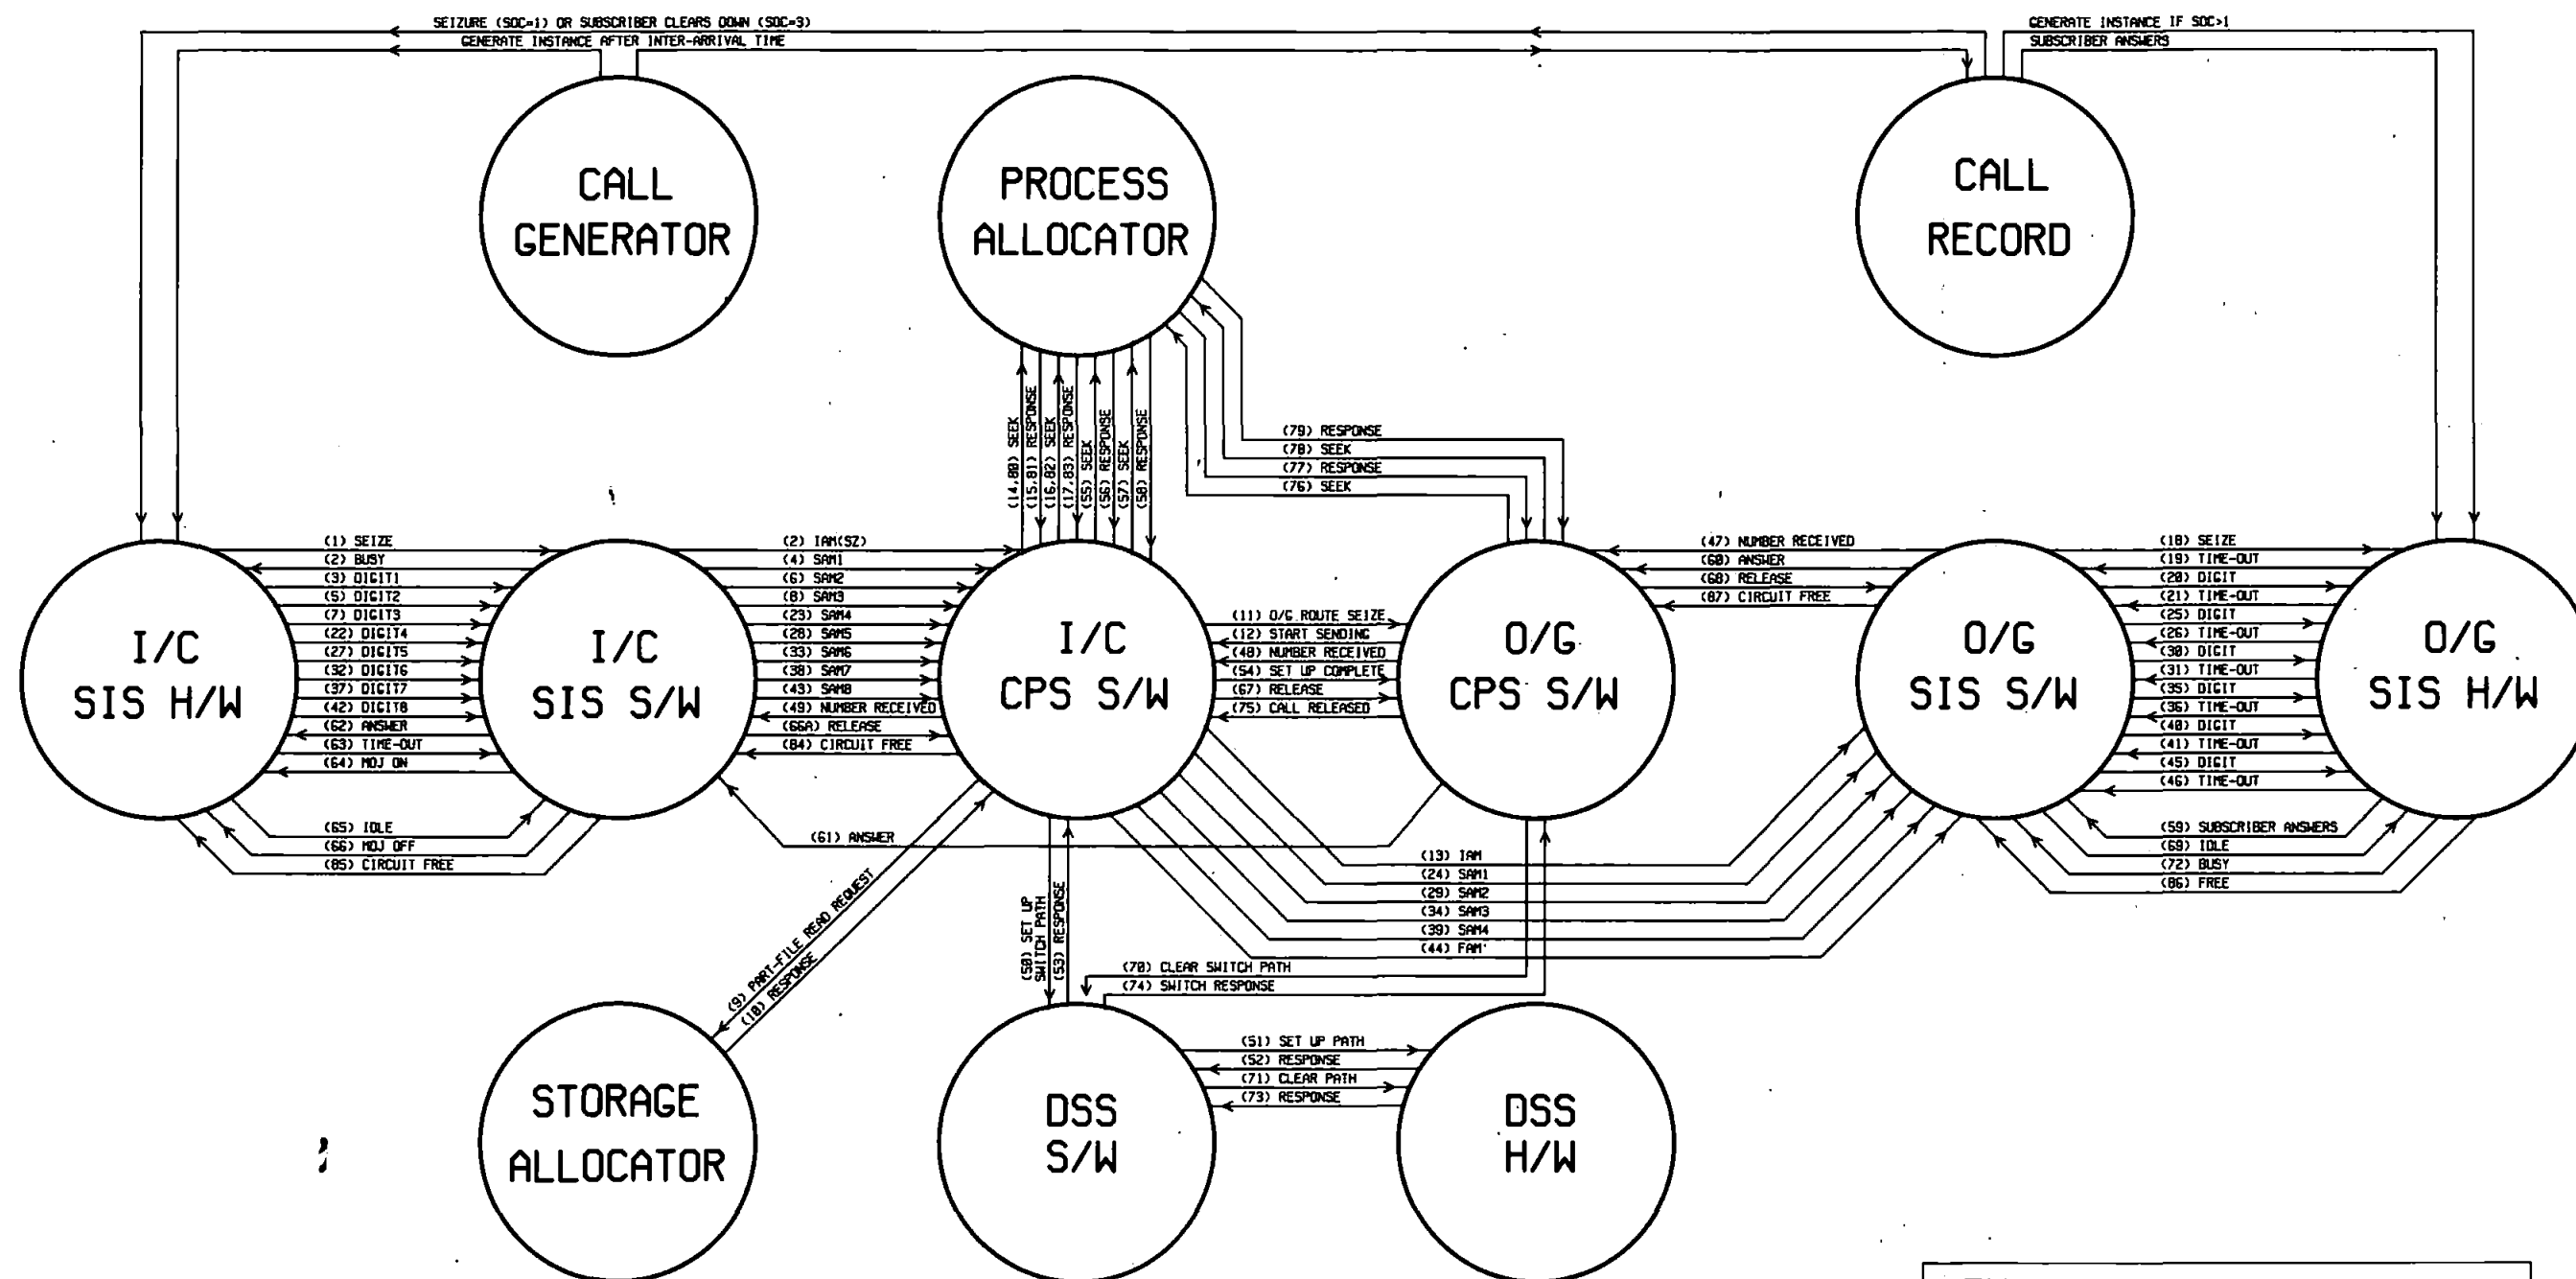 SEIZURE (SOC=1) OR SUBSCRIBER CLEARS DOWN (SOC=3)
GENERATE INSTANCE AFTER INTER-ARRIVAL TIME
GENERATE INSTANCE IF SOC>1
SUBSCRIBER ANSWERS
CALL
GENERATOR
PROCESS
ALLOCATOR
CALL
RECORD
(14,80) SEEK
(15,81) RESPONSE
(16,82) SEEK
(17,83) RESPONSE
(55) SEEK
(56) RESPONSE
(57) SEEK
(58) RESPONSE
(79) RESPONSE
(78) SEEK
(77) RESPONSE
(76) SEEK
I/C
SIS H/W
(1) SEIZE
(2) BUSY
(3) DIGIT1
(5) DIGIT2
(7) DIGIT3
(22) DIGIT4
(27) DIGIT5
(32) DIGIT6
(37) DIGIT7
(42) DIGIT8
(62) ANSWER
(63) TIME-OUT
(64) MOJ ON
(65) IDLE
(66) MOJ OFF
(85) CIRCUIT FREE
I/C
SIS S/W
(2) IAM(SZ)
(4) SAM1
(6) SAM2
(8) SAM3
(23) SAM4
(28) SAM5
(33) SAM6
(38) SAM7
(43) SAM8
(49) NUMBER RECEIVED
(66A) RELEASE
(84) CIRCUIT FREE
(61) ANSWER
I/C
CPS S/W
(11) O/G ROUTE SEIZE
(12) START SENDING
(48) NUMBER RECEIVED
(54) SET UP COMPLETE
(67) RELEASE
(75) CALL RELEASED
O/G
CPS S/W
(47) NUMBER RECEIVED
(60) ANSWER
(68) RELEASE
(87) CIRCUIT FREE
O/G
SIS S/W
(18) SEIZE
(19) TIME-OUT
(20) DIGIT
(21) TIME-OUT
(25) DIGIT
(26) TIME-OUT
(30) DIGIT
(31) TIME-OUT
(35) DIGIT
(36) TIME-OUT
(40) DIGIT
(41) TIME-OUT
(45) DIGIT
(46) TIME-OUT
(59) SUBSCRIBER ANSWERS
(69) IDLE
(72) BUSY
(86) FREE
O/G
SIS H/W
(13) IAM
(24) SAM1
(29) SAM2
(34) SAM3
(39) SAM4
(44) FAM
(9) PART-FILE READ REQUEST
(10) RESPONSE
(50) SET UP
SWITCH PATH
(53) RESPONSE
(70) CLEAR SWITCH PATH
(74) SWITCH RESPONSE
STORAGE
ALLOCATOR
DSS
S/W
(51) SET UP PATH
(52) RESPONSE
(71) CLEAR PATH
(73) RESPONSE
DSS
H/W